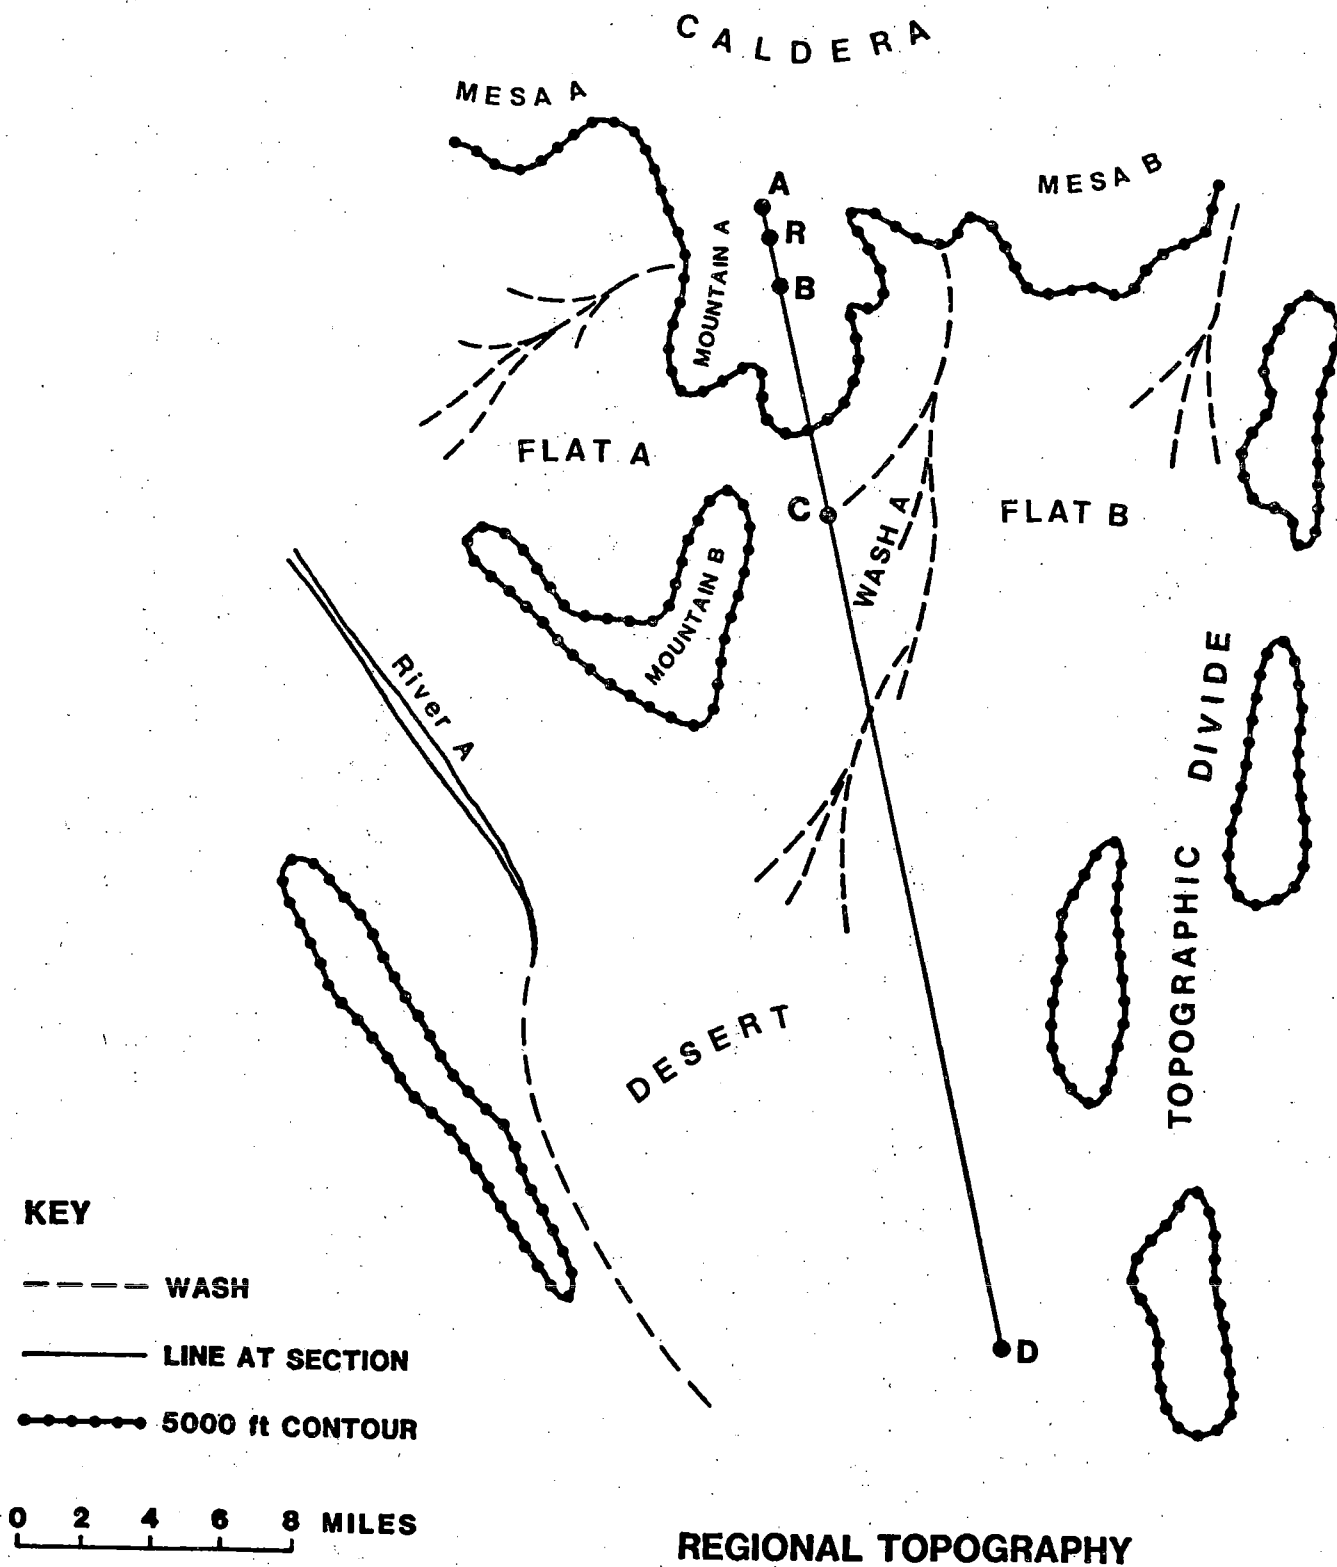 CALDERA
MESA A
MESA B
A
R
B
MOUNTAIN A
FLAT A
C
WASH A
FLAT B
MOUNTAIN B
River A
TOPOGRAPHIC DIVIDE
DESERT
D
KEY
WASH
LINE AT SECTION
5000 ft CONTOUR
0 2 4 6 8 MILES
REGIONAL TOPOGRAPHY